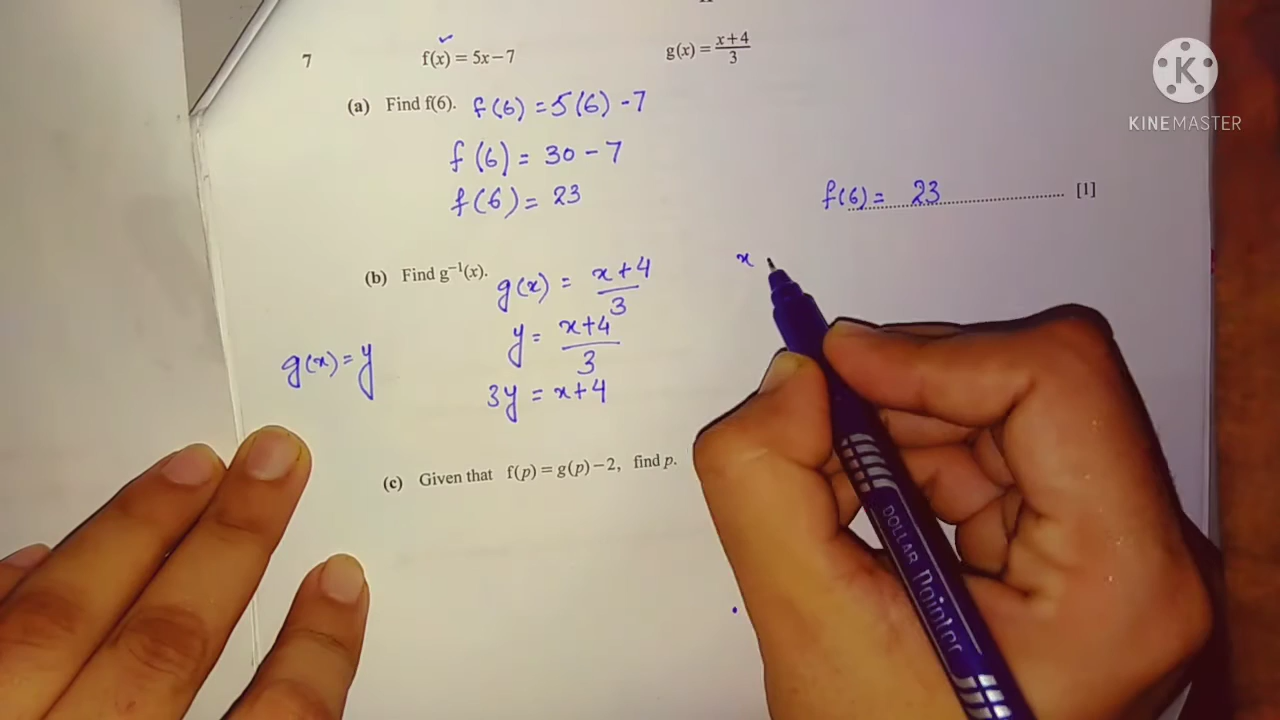 7 f(x) = 5x−7 g(x) = (x+4)/3
(a) Find f(6). f(6) = 5(6) -7
f(6) = 30 - 7
f(6) = 23
f(6) = 23 [1]
(b) Find g⁻¹(x). g(x) = (x+4)/3
x
y = (x+4)/3
g(x) = y
3y = x+4
(c) Given that f(p) = g(p)−2, find p.
K
KINEMASTER
DOLLAR Pointer